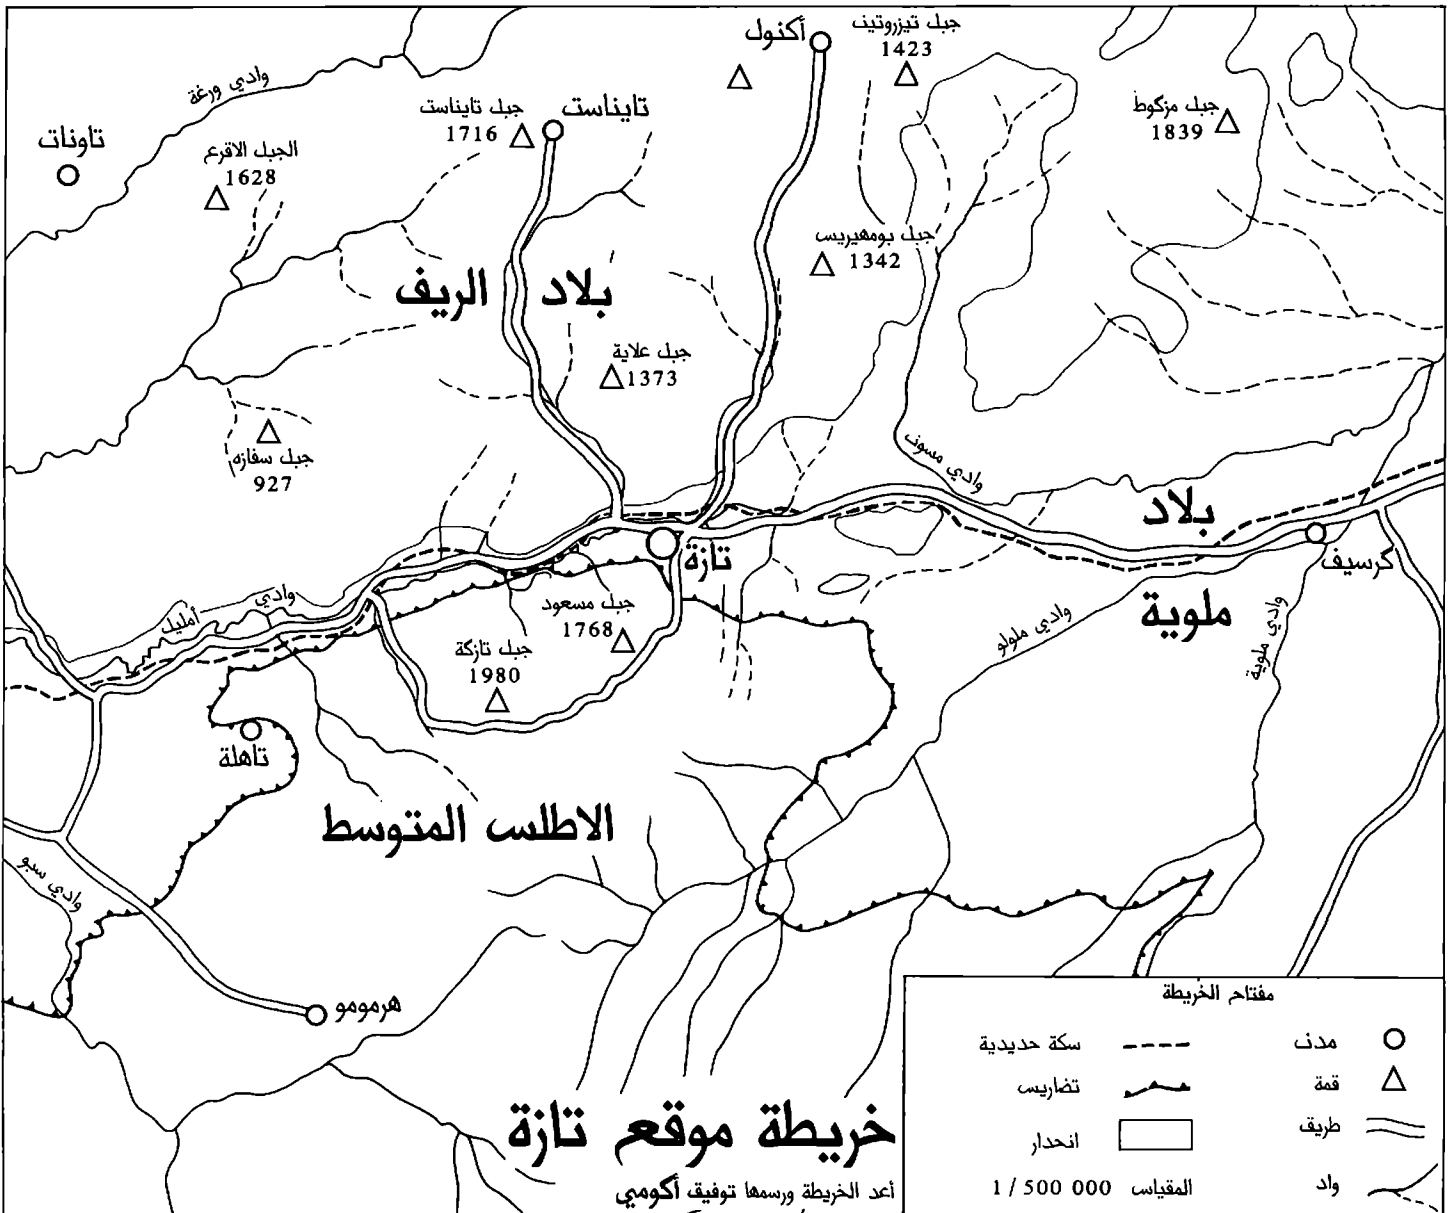 أكنول
جبل تيزروتيف
1423
وادي ورغة
جبل تايناست
1716
تايناست
جبل مزكوط
1839
تاونات
الجبل الاقرع
1628
جبل بومهيريس
1342
بلاد الريف
جبل علاية
1373
جبل سفازه
927
وادي مسون
بلاد
ملوية
كرسيف
تازة
وادي أمليل
جبل مسعود
1768
جبل تازكة
1980
وادي ملولو
وادي ملوية
تاهلة
الاطلس المتوسط
وادي سبو
هرمومو
مفتاح الخريطة
مدن
سكة حديدية
قمة
تضاريس
طريق
انحدار
واد
المقياس 1 / 500 000
خريطة موقع تازة
أعد الخريطة ورسمها توفيق أكومي